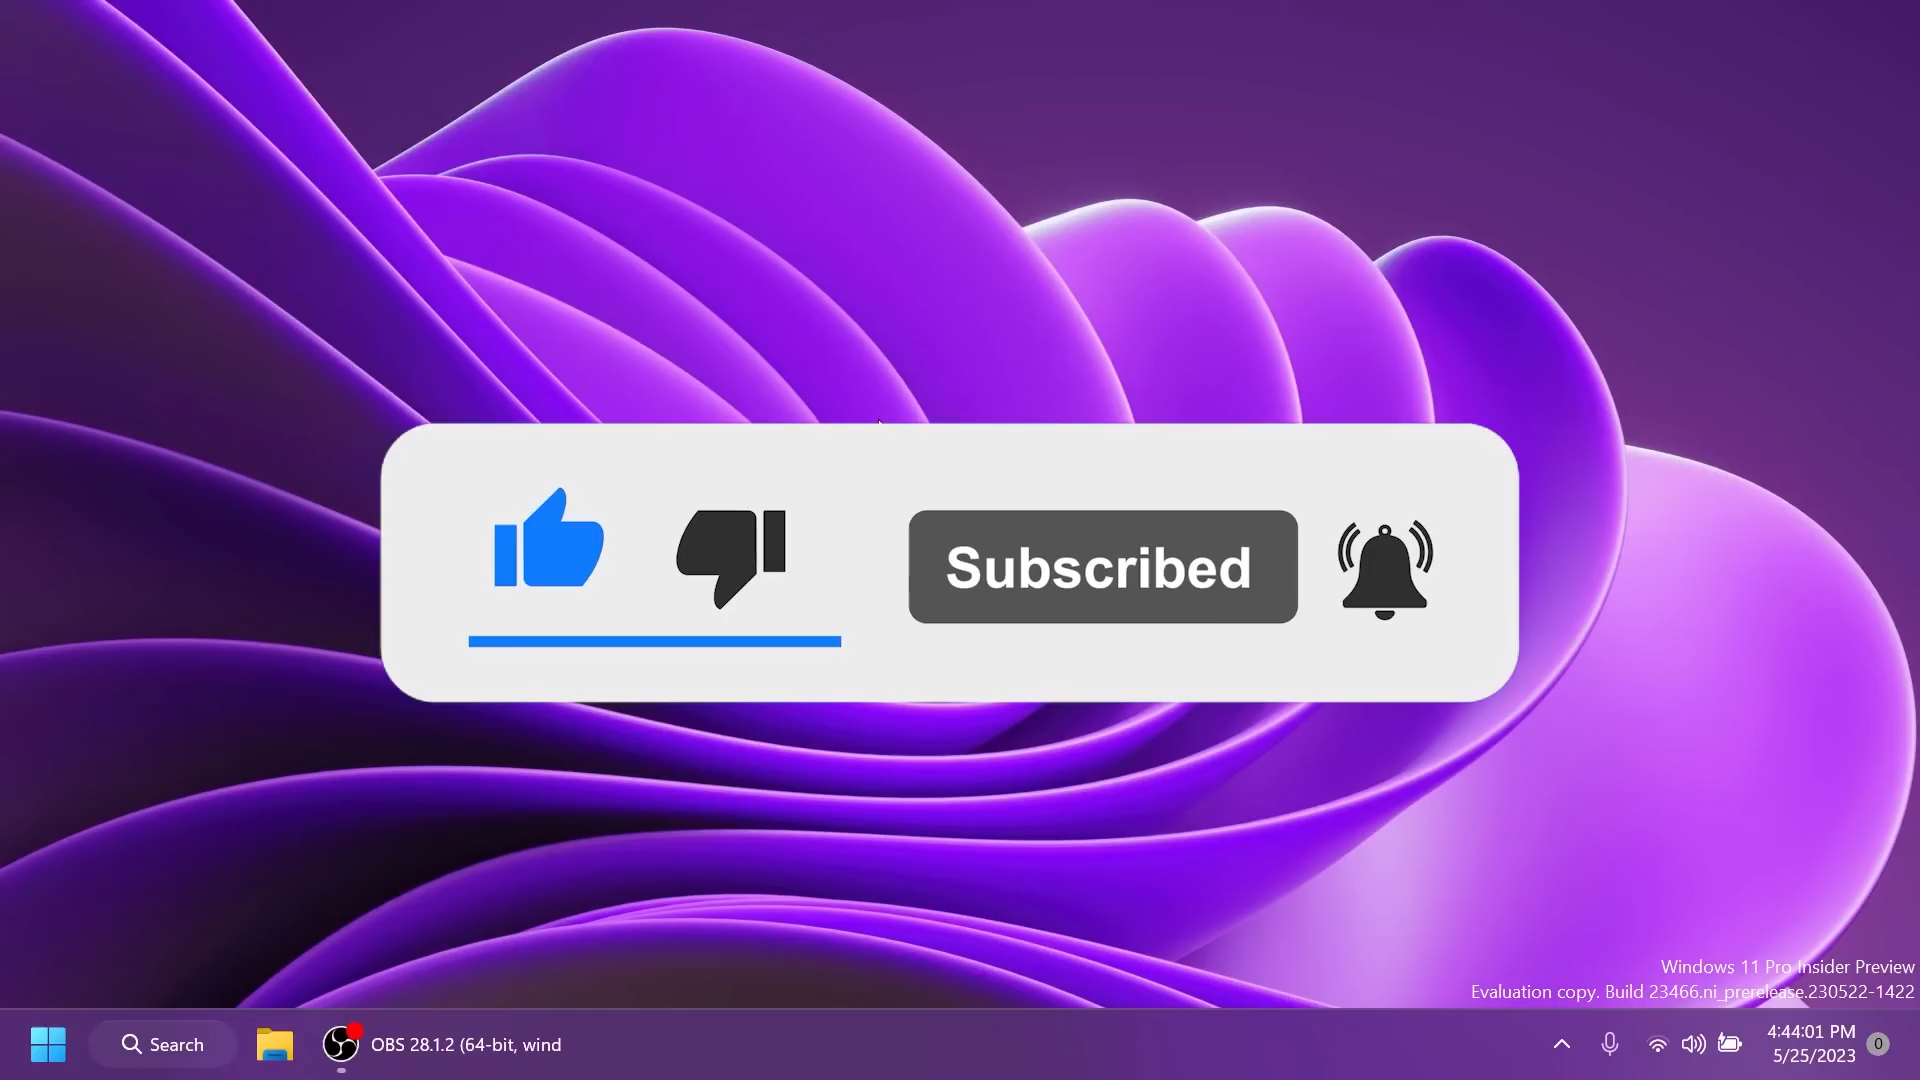 Subscribed
Windows 11 Pro Insider Preview
Evaluation copy. Build 23466.ni_prerelease.230522-1422
Search
OBS 28.1.2 (64-bit, wind
4:44:01 PM
5/25/2023
0